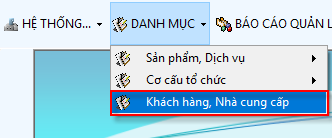 HỆ THỐNG... DANH MỤC BÁO CÁO QUẢN L
Sản phẩm, Dịch vụ
Cơ cấu tổ chức
Khách hàng, Nhà cung cấp